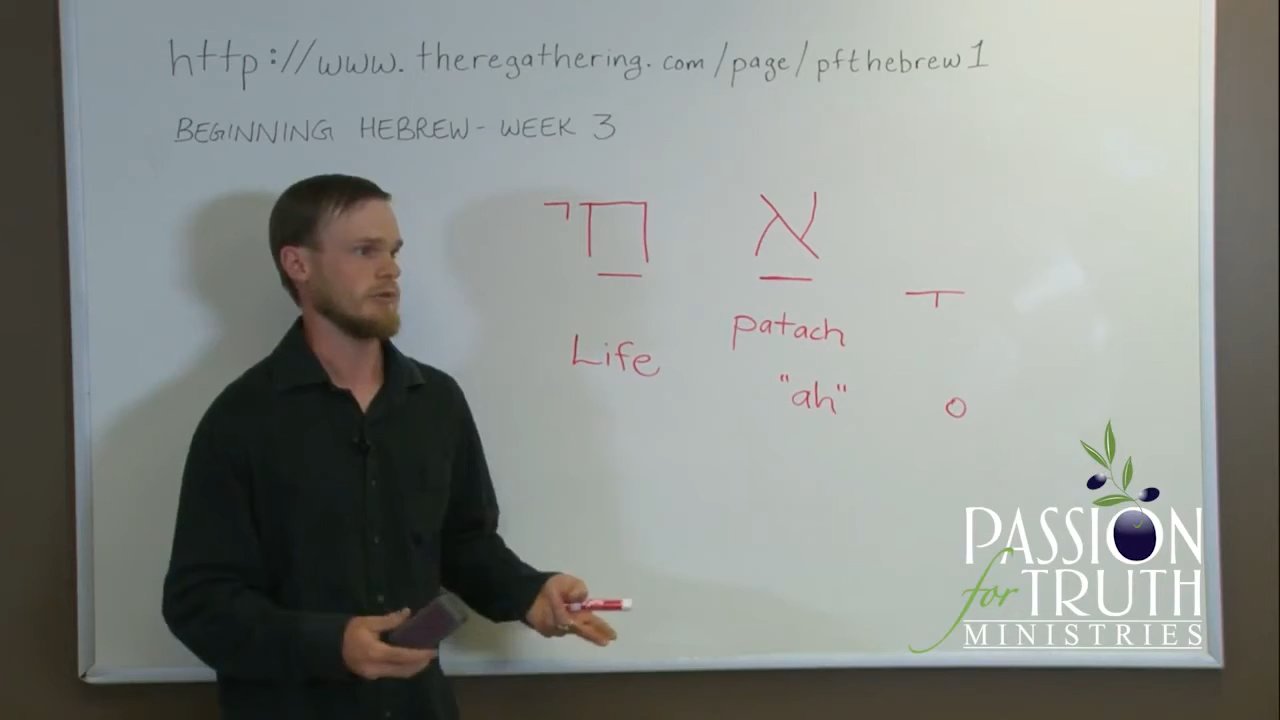 http://www.theregathering.com/page/pfthebrew1
BEGINNING HEBREW - WEEK 3
חַי
אַ
Life
patach
"ah"
PASSION
for TRUTH
MINISTRIES